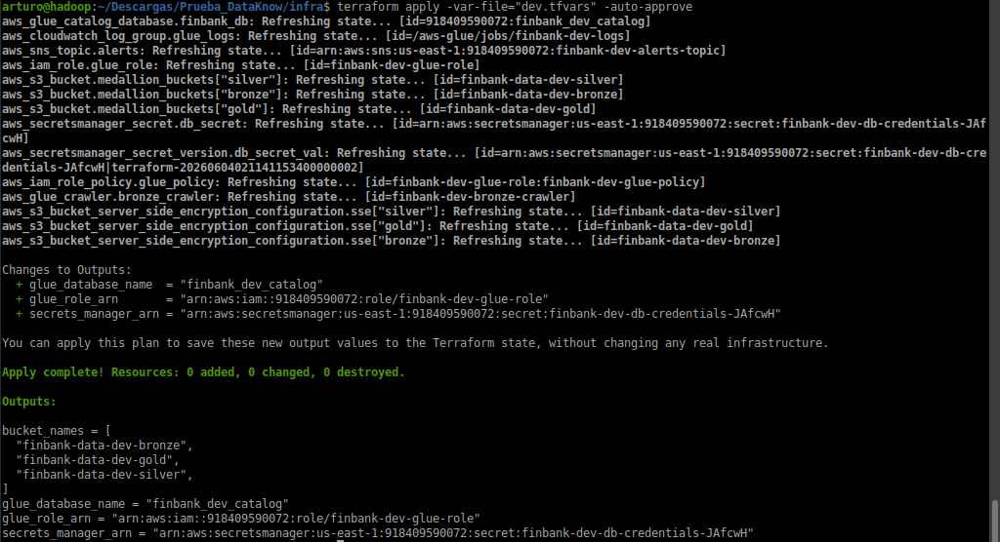 arturo@hadoop:~/Descargas/Prueba_DataKnow/infra$ terraform apply -var-file="dev.tfvars" -auto-approve
aws_glue_catalog_database.finbank_db: Refreshing state... [id=918409590072:finbank_dev_catalog]
aws_cloudwatch_log_group.glue_logs: Refreshing state... [id=/aws-glue/jobs/finbank-dev-logs]
aws_sns_topic.alerts: Refreshing state... [id=arn:aws:sns:us-east-1:918409590072:finbank-dev-alerts-topic]
aws_iam_role.glue_role: Refreshing state... [id=finbank-dev-glue-role]
aws_s3_bucket.medallion_buckets["silver"]: Refreshing state... [id=finbank-data-dev-silver]
aws_s3_bucket.medallion_buckets["bronze"]: Refreshing state... [id=finbank-data-dev-bronze]
aws_s3_bucket.medallion_buckets["gold"]: Refreshing state... [id=finbank-data-dev-gold]
aws_secretsmanager_secret.db_secret: Refreshing state... [id=arn:aws:secretsmanager:us-east-1:918409590072:secret:finbank-dev-db-credentials-JAf
cwH]
aws_secretsmanager_secret_version.db_secret_val: Refreshing state... [id=arn:aws:secretsmanager:us-east-1:918409590072:secret:finbank-dev-db-cre
dentials-JAfcwH|terraform-20260604021141153400000002]
aws_iam_role_policy.glue_policy: Refreshing state... [id=finbank-dev-glue-role:finbank-dev-glue-policy]
aws_glue_crawler.bronze_crawler: Refreshing state... [id=finbank-dev-bronze-crawler]
aws_s3_bucket_server_side_encryption_configuration.sse["silver"]: Refreshing state... [id=finbank-data-dev-silver]
aws_s3_bucket_server_side_encryption_configuration.sse["gold"]: Refreshing state... [id=finbank-data-dev-gold]
aws_s3_bucket_server_side_encryption_configuration.sse["bronze"]: Refreshing state... [id=finbank-data-dev-bronze]
Changes to Outputs:
  + glue_database_name  = "finbank_dev_catalog"
  + glue_role_arn       = "arn:aws:iam::918409590072:role/finbank-dev-glue-role"
  + secrets_manager_arn = "arn:aws:secretsmanager:us-east-1:918409590072:secret:finbank-dev-db-credentials-JAfcwH"
You can apply this plan to save these new output values to the Terraform state, without changing any real infrastructure.
Apply complete! Resources: 0 added, 0 changed, 0 destroyed.
Outputs:
bucket_names = [
  "finbank-data-dev-bronze",
  "finbank-data-dev-gold",
  "finbank-data-dev-silver",
]
glue_database_name = "finbank_dev_catalog"
glue_role_arn = "arn:aws:iam::918409590072:role/finbank-dev-glue-role"
secrets_manager_arn = "arn:aws:secretsmanager:us-east-1:918409590072:secret:finbank-dev-db-credentials-JAfcwH"